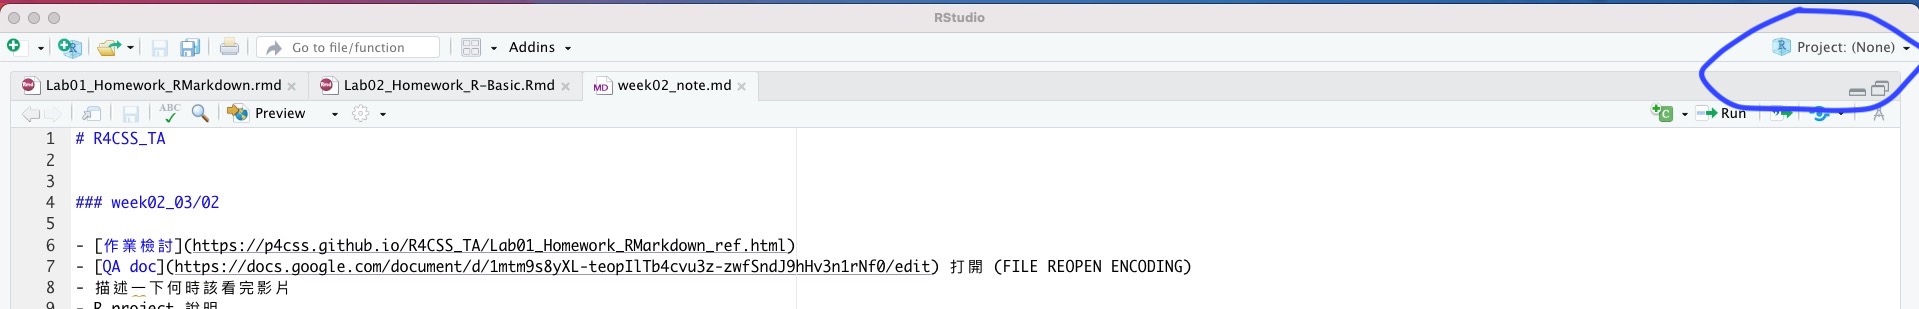 RStudio
Go to file/function Addins Project: (None)
Lab01_Homework_RMarkdown.rmd Lab02_Homework_R-Basic.Rmd MD week02_note.md
ABC Preview Run
1 # R4CSS_TA
2
3
4 ### week02_03/02
5
6 - [作業檢討](https://p4css.github.io/R4CSS_TA/Lab01_Homework_RMarkdown_ref.html)
7 - [QA doc](https://docs.google.com/document/d/1mtm9s8yXL-teopIlTb4cvu3z-zwfSndJ9hHv3n1rNf0/edit) 打開 (FILE REOPEN ENCODING)
8 - 描述一下何時該看完影片
9 - R project 說明